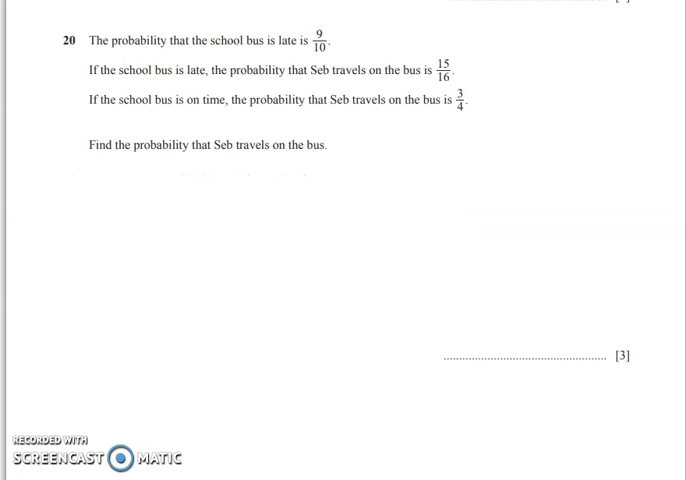 20 The probability that the school bus is late is 9/10.
If the school bus is late, the probability that Seb travels on the bus is 15/16.
If the school bus is on time, the probability that Seb travels on the bus is 3/4.
Find the probability that Seb travels on the bus.
...................................................... [3]
RECORDED WITH
SCREENCAST MATIC